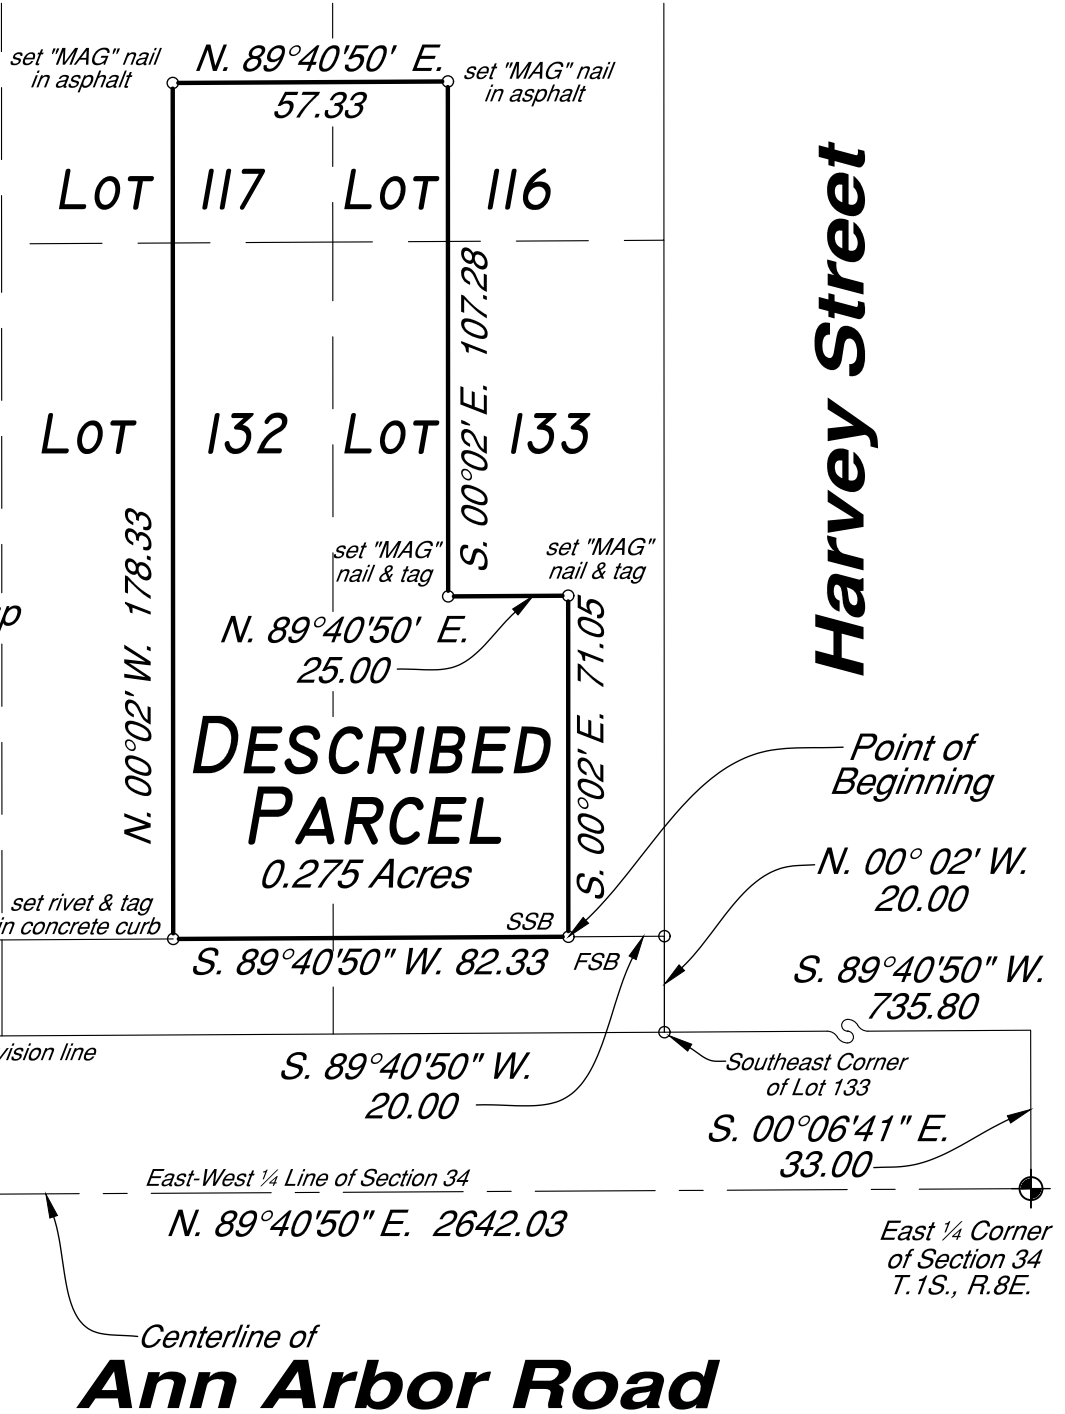 set "MAG" nail
in asphalt
N. 89°40'50' E.
57.33
set "MAG" nail
in asphalt
LOT 117 LOT 116
S. 00°02' E. 107.28
Harvey Street
LOT 132 LOT 133
N. 00°02' W. 178.33
set "MAG"
nail & tag
set "MAG"
nail & tag
N. 89°40'50' E.
25.00
S. 00°02' E. 71.05
DESCRIBED
PARCEL
0.275 Acres
Point of
Beginning
N. 00° 02' W.
20.00
set rivet & tag
in concrete curb
SSB
FSB
S. 89°40'50" W. 82.33
S. 89°40'50" W.
735.80
vision line
S. 89°40'50" W.
20.00
Southeast Corner
of Lot 133
S. 00°06'41" E.
33.00
East-West ¼ Line of Section 34
N. 89°40'50" E. 2642.03
East ¼ Corner
of Section 34
T.1S., R.8E.
Centerline of
Ann Arbor Road